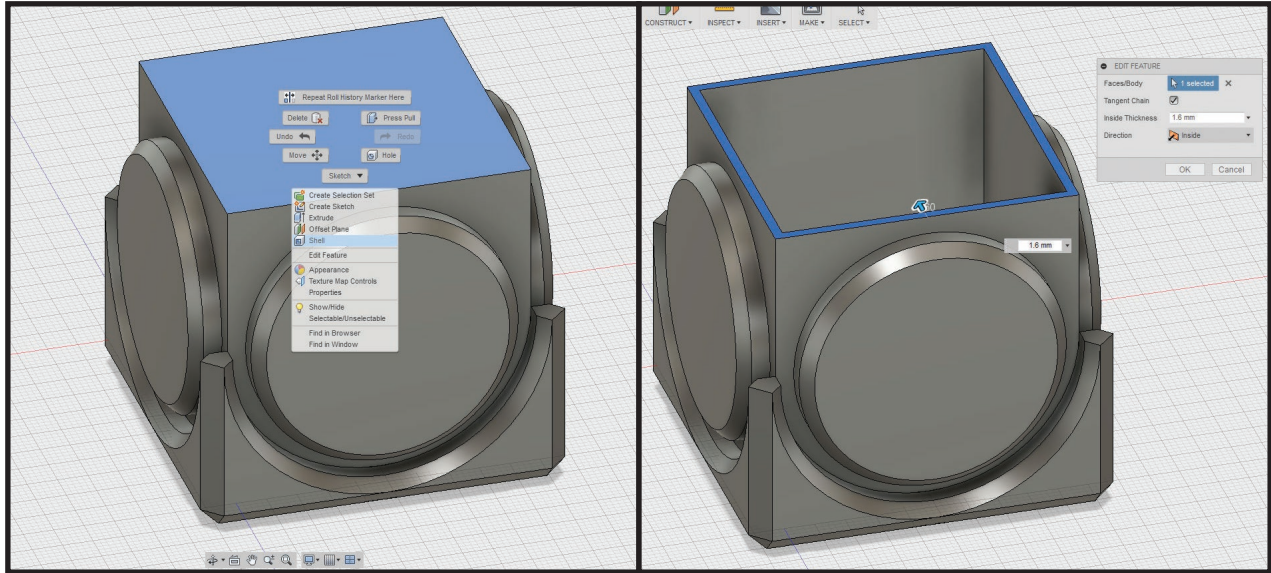 Repeat Roll History Marker Here
Delete
Press Pull
Undo
Redo
Move
Hole
Sketch
Create Selection Set
Create Sketch
Extrude
Offset Plane
Shell
Edit Feature
Appearance
Texture Map Controls
Properties
Show/Hide
Selectable/Unselectable
Find in Browser
Find in Window
CONSTRUCT
INSPECT
INSERT
MAKE
SELECT
EDIT FEATURE
Faces/Body
1 selected
Tangent Chain
Inside Thickness
1.6 mm
Direction
Inside
OK
Cancel
1.6 mm